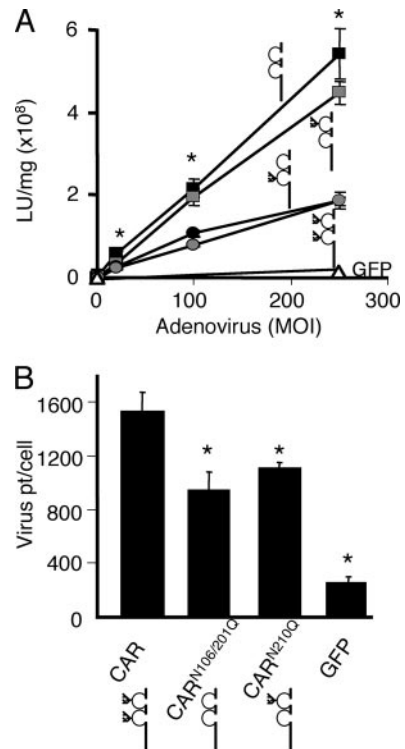 A
6
4
2
0
LU/mg (x10⁸)
*
*
*
GFP
0
100
200
300
Adenovirus (MOI)
B
1600
1200
800
400
0
Virus pt/cell
*
*
*
CAR
CAR^N106/201Q
CAR^N210Q
GFP